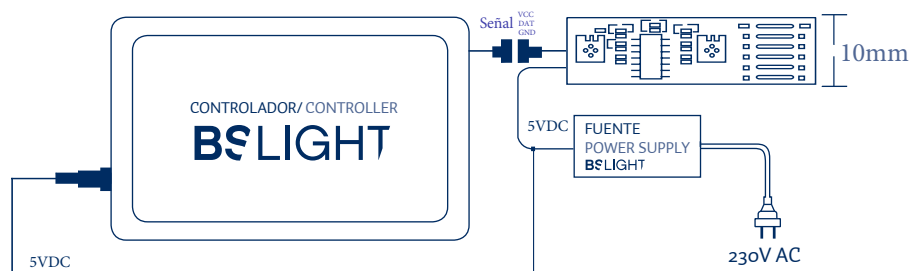 Señal
VCC
DAT
GND
10mm
CONTROLADOR/ CONTROLLER
BSLIGHT
5VDC
FUENTE
POWER SUPPLY
BSLIGHT
5VDC
230V AC